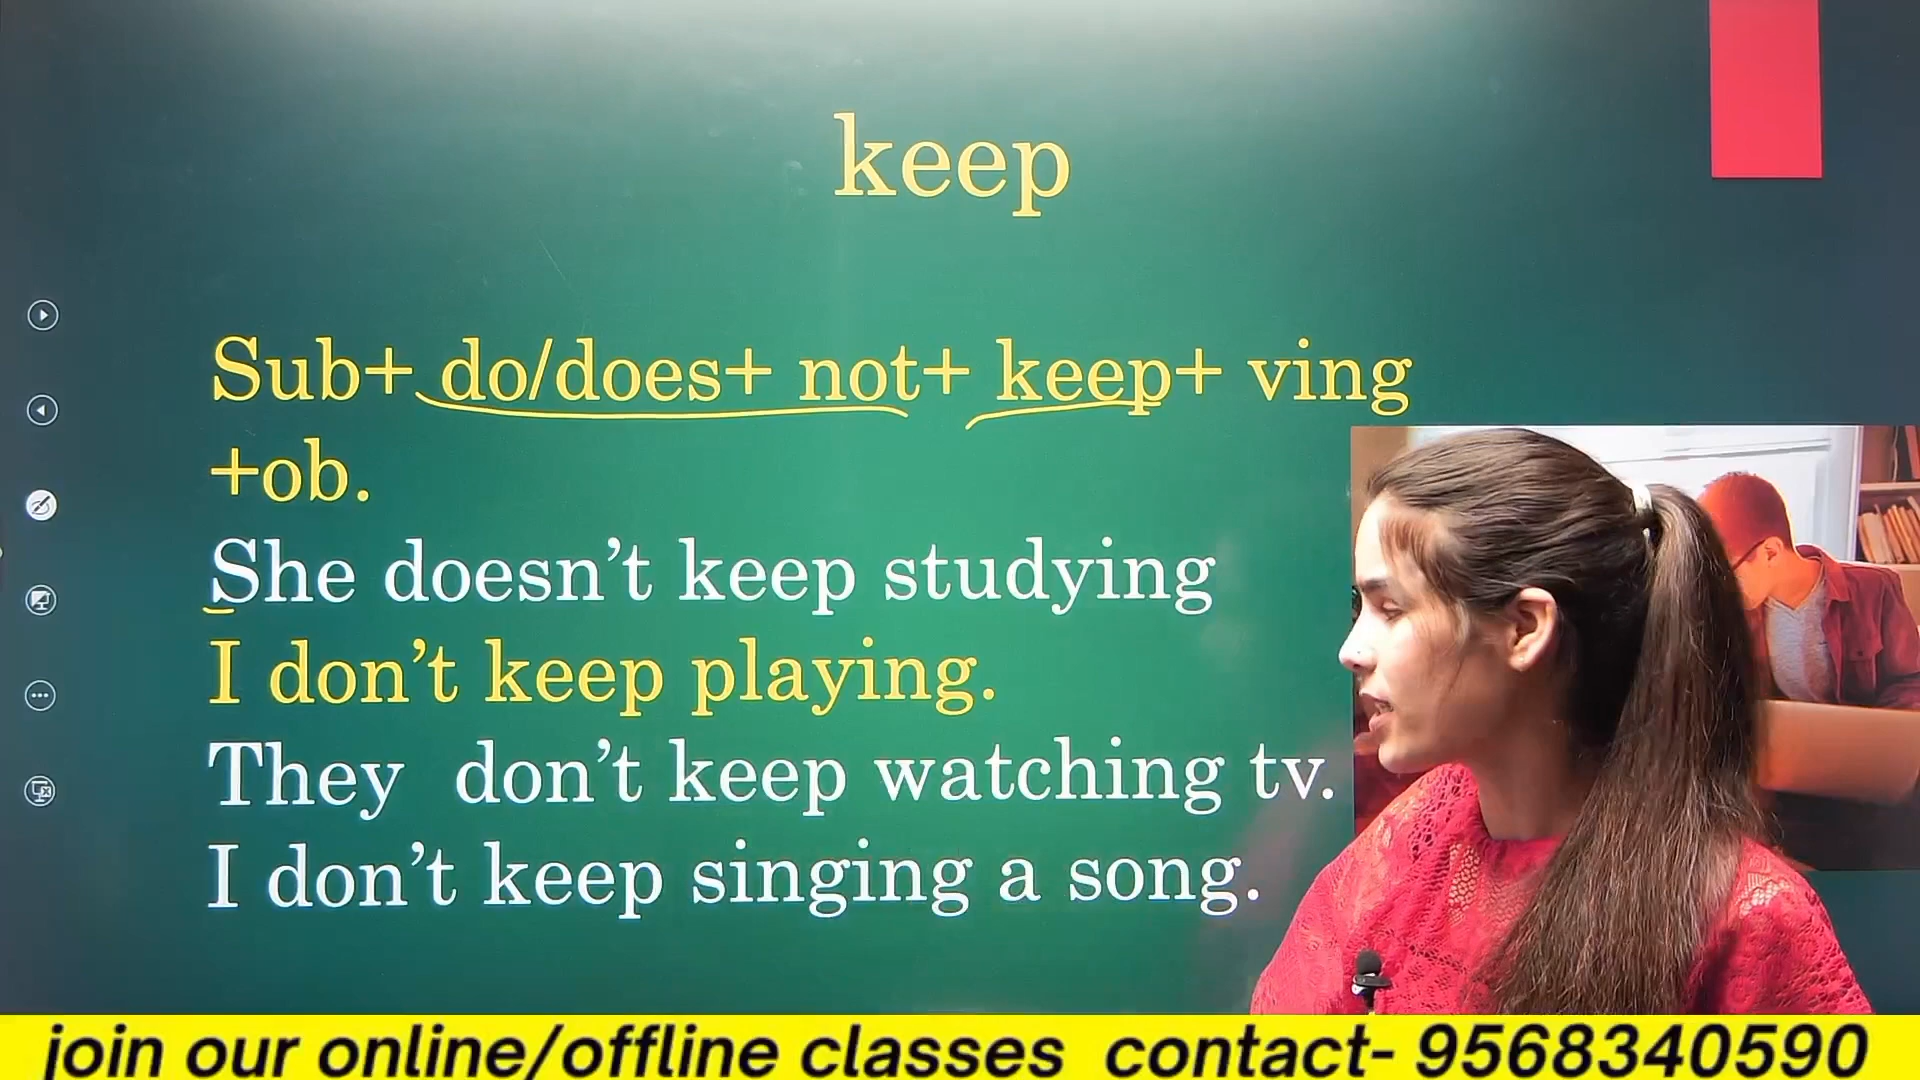 keep
Sub+ do/does+ not+ keep+ ving
+ob.
She doesn’t keep studying
I don’t keep playing.
They  don’t keep watching tv.
I don’t keep singing a song.
join our online/offline classes  contact- 9568340590